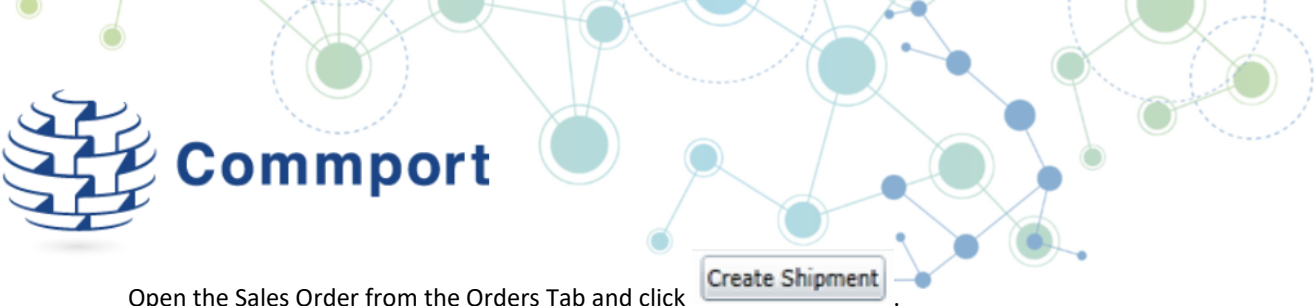 Commport
Open the Sales Order from the Orders Tab and click Create Shipment .